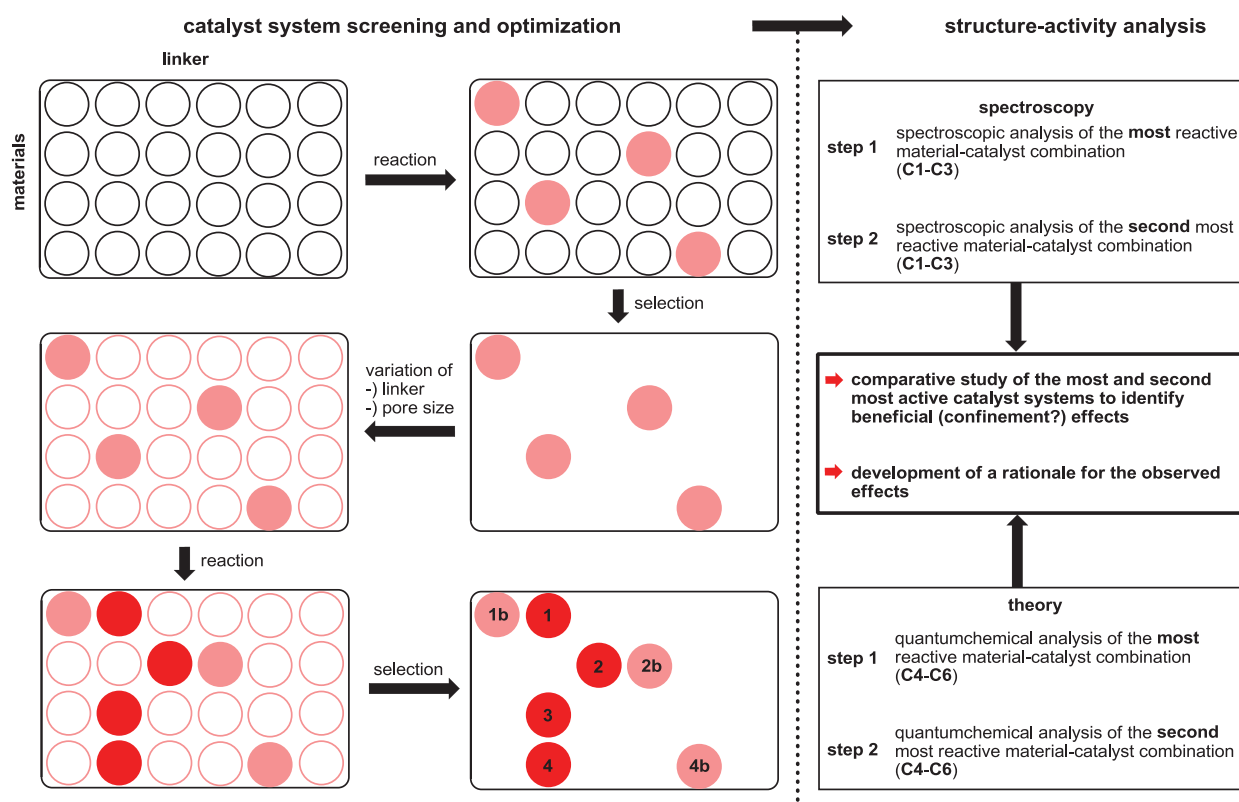 catalyst system screening and optimization
structure-activity analysis
linker
materials
reaction
selection
variation of
-) linker
-) pore size
reaction
selection
1b
1
2
2b
3
4
4b
spectroscopy
step 1
spectroscopic analysis of the most reactive
material-catalyst combination
(C1-C3)
step 2
spectroscopic analysis of the second most
reactive material-catalyst combination
(C1-C3)
comparative study of the most and second
most active catalyst systems to identify
beneficial (confinement?) effects
development of a rationale for the observed
effects
theory
step 1
quantumchemical analysis of the most
reactive material-catalyst combination
(C4-C6)
step 2
quantumchemical analysis of the second
most reactive material-catalyst combination
(C4-C6)